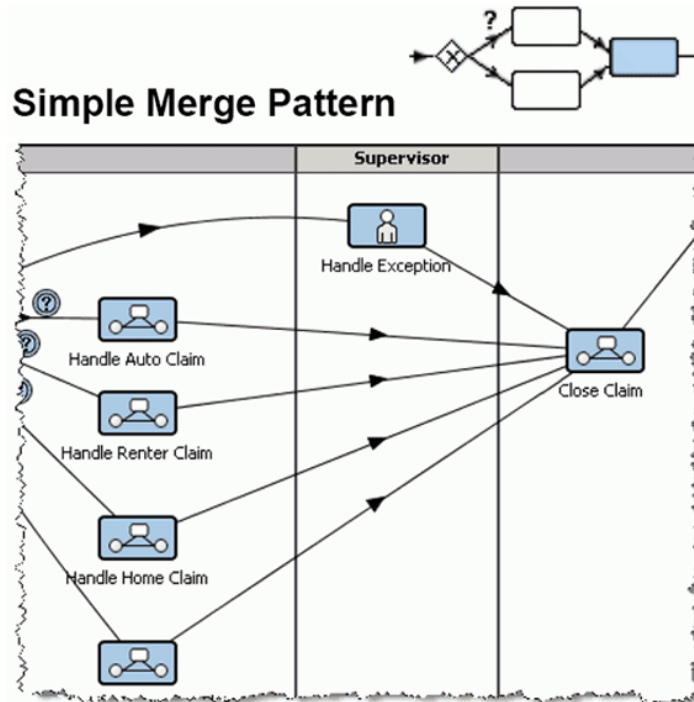 ?
X
Simple Merge Pattern
Supervisor
Handle Exception
?
Handle Auto Claim
?
Close Claim
Handle Renter Claim
Handle Home Claim